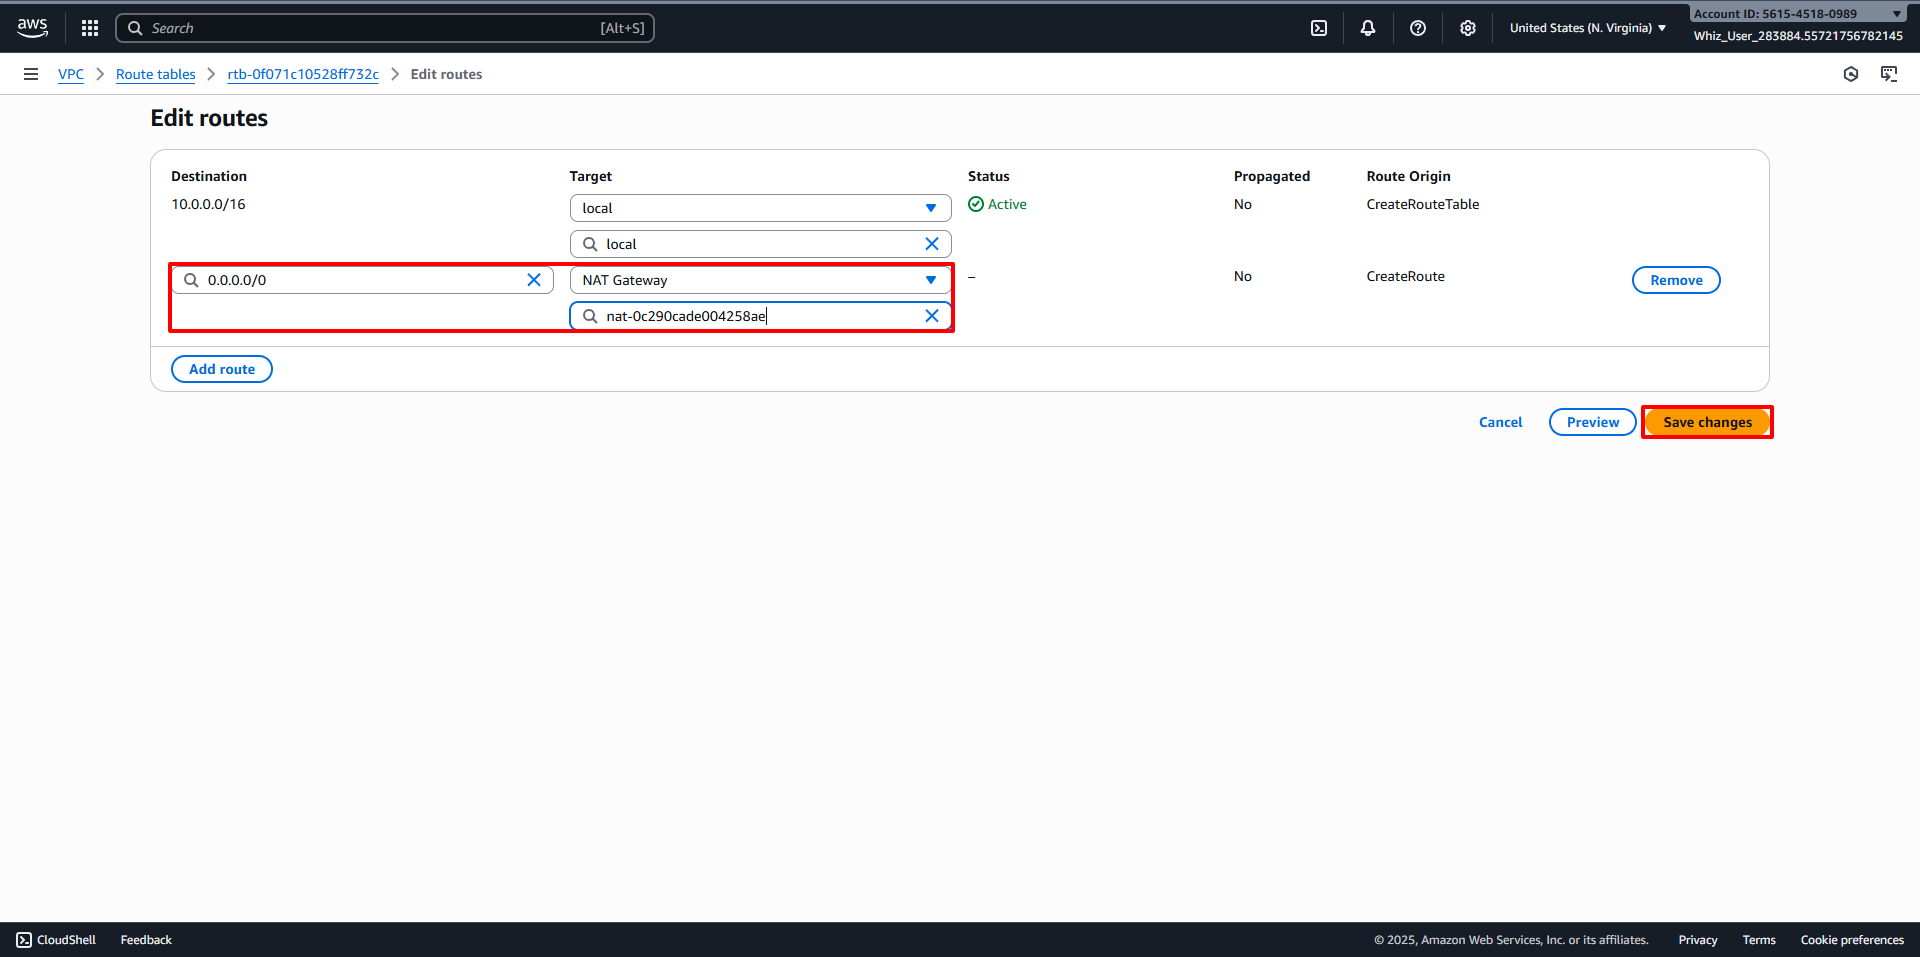 aws
Search [Alt+S]
United States (N. Virginia)
Account ID: 5615-4518-0989
Whiz_User_283884.55721756782145
VPC Route tables rtb-0f071c10528ff732c Edit routes
Edit routes
Destination Target Status Propagated Route Origin
10.0.0.0/16 local Active No CreateRouteTable
local
0.0.0.0/0 NAT Gateway – No CreateRoute Remove
nat-0c290cade004258ae
Add route
Cancel Preview Save changes
CloudShell Feedback © 2025, Amazon Web Services, Inc. or its affiliates. Privacy Terms Cookie preferences